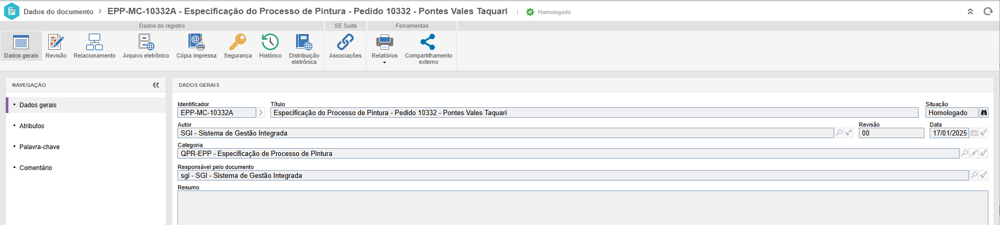 Dados do documento › EPP-MC-10332A - Especificação do Processo de Pintura - Pedido 10332 - Pontes Vales Taquari | Homologado
Dados do registro SE Suite Ferramentas
Dados gerais Revisão Relacionamento Arquivo eletrônico Cópia impressa Segurança Histórico Distribuição eletrônica Associações Relatórios Compartilhamento externo
NAVEGAÇÃO
Dados gerais
Atributos
Palavra-chave
Comentário
DADOS GERAIS
Identificador Título Situação
EPP-MC-10332A Especificação do Processo de Pintura - Pedido 10332 - Pontes Vales Taquari Homologado
Autor Revisão Data
SGI - Sistema de Gestão Integrada 00 17/01/2025
Categoria
QPR-EPP - Especificação de Processo de Pintura
Responsável pelo documento
sgi - SGI - Sistema de Gestão Integrada
Resumo